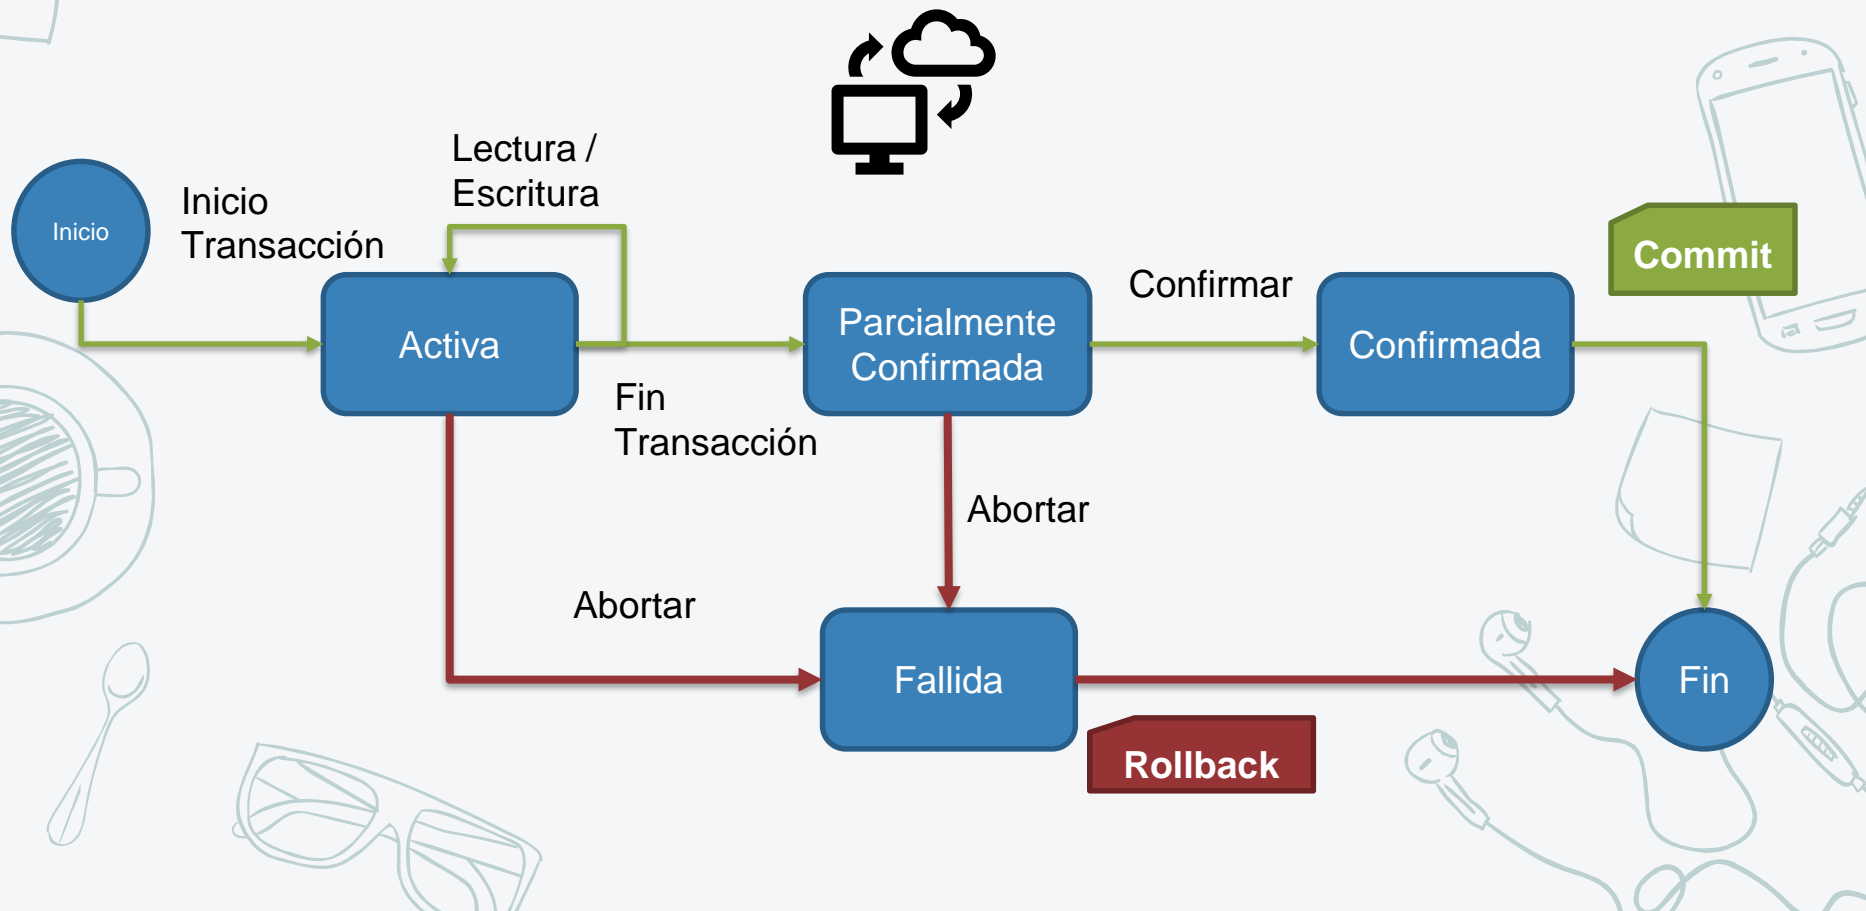 Lectura /
Escritura
Inicio
Inicio
Transacción
Commit
Confirmar
Activa
Parcialmente
Confirmada
Confirmada
Fin
Transacción
Abortar
Abortar
Fallida
Fin
Rollback